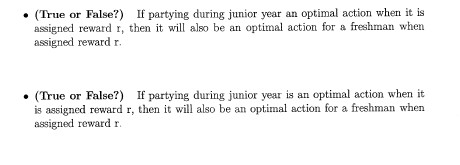 • (True or False?) If partying during junior year an optimal action when it is
assigned reward r, then it will also be an optimal action for a freshman when
assigned reward r.
• (True or False?) If partying during junior year is an optimal action when it
is assigned reward r, then it will also be an optimal action for a freshman when
assigned reward r.